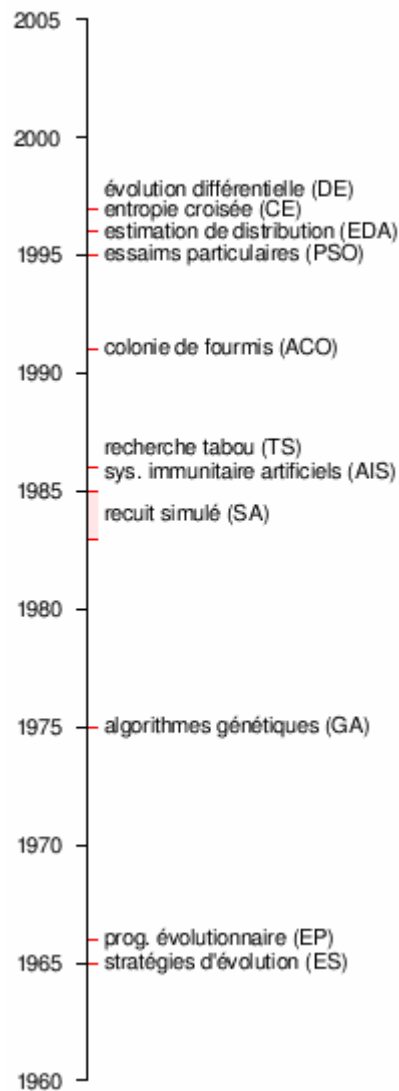 2005
2000
évolution différentielle (DE)
entropie croisée (CE)
estimation de distribution (EDA)
1995 essaims particulaires (PSO)
colonie de fourmis (ACO)
1990
recherche tabou (TS)
sys. immunitaire artificiels (AIS)
1985
recuit simulé (SA)
1980
1975 algorithmes génétiques (GA)
1970
prog. évolutionnaire (EP)
1965 stratégies d'évolution (ES)
1960